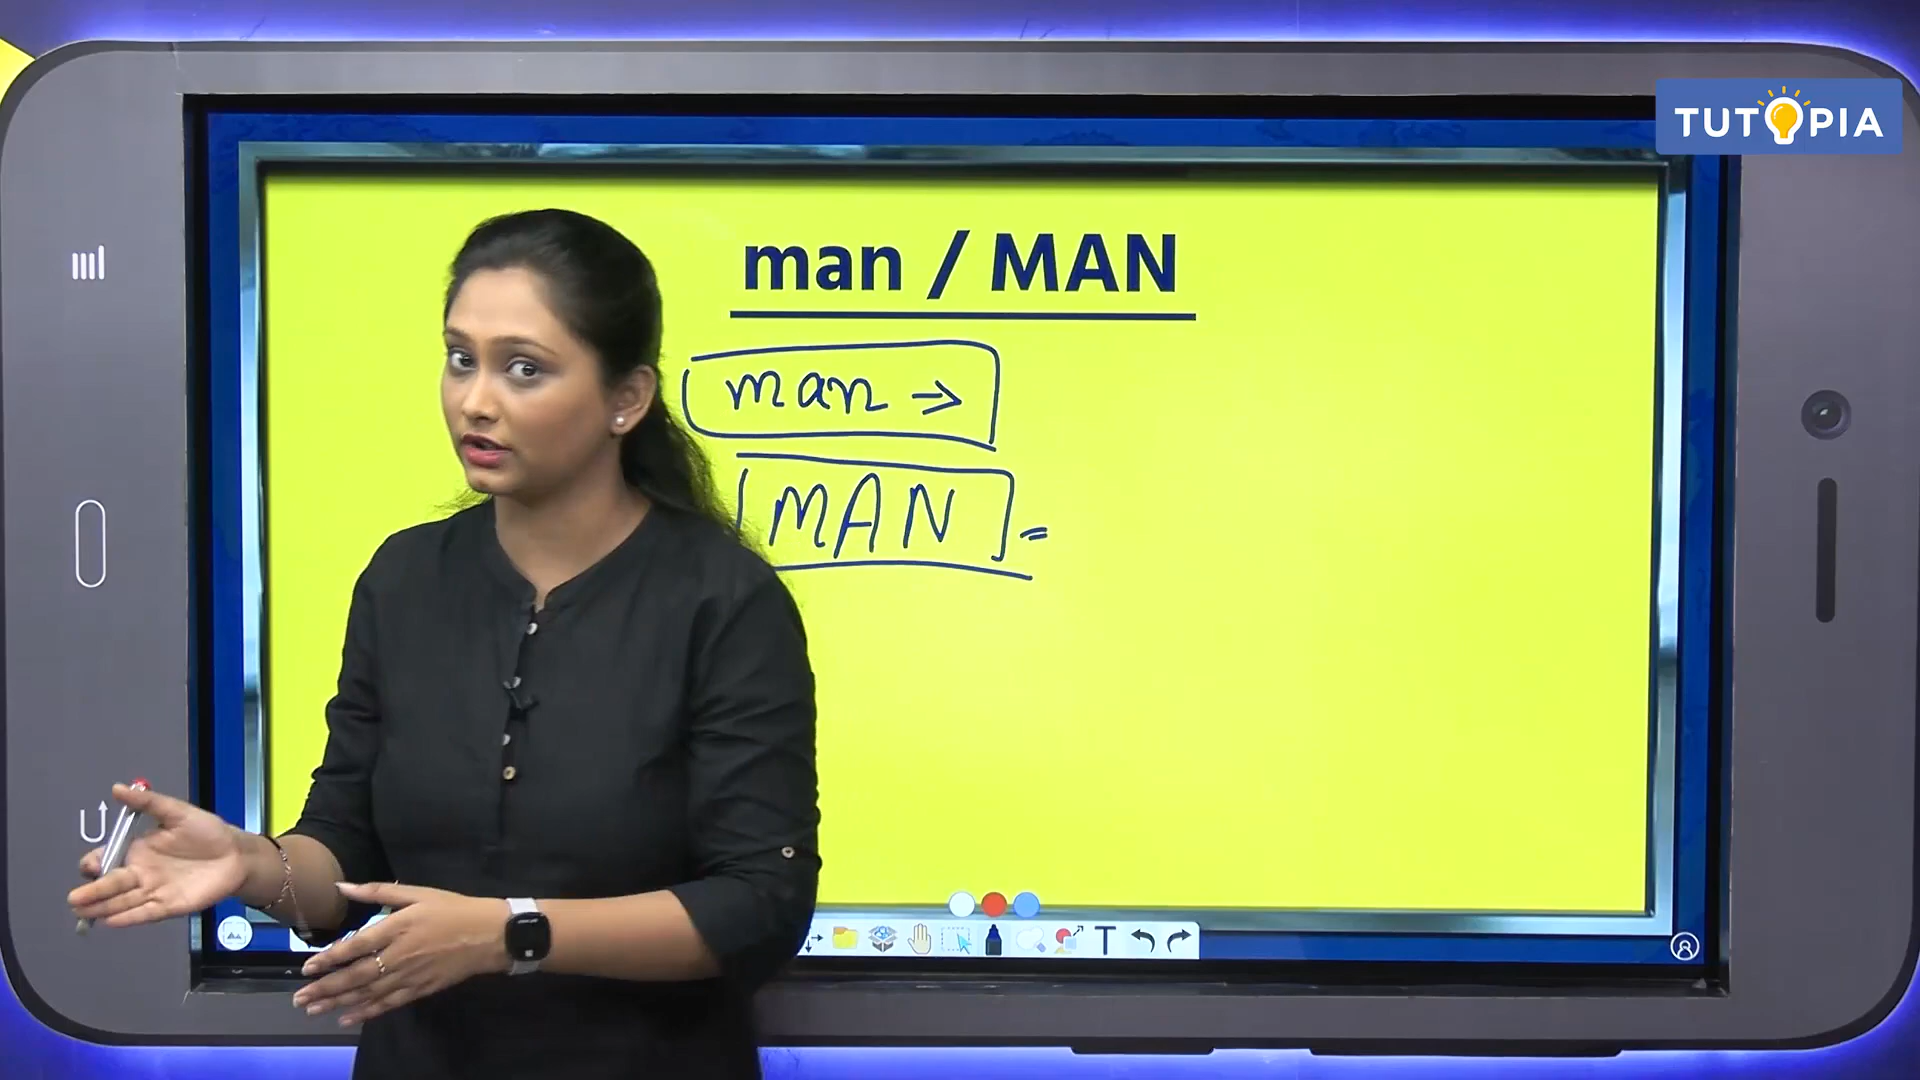 TUTOPIA
man / MAN
man →
MAN =
T